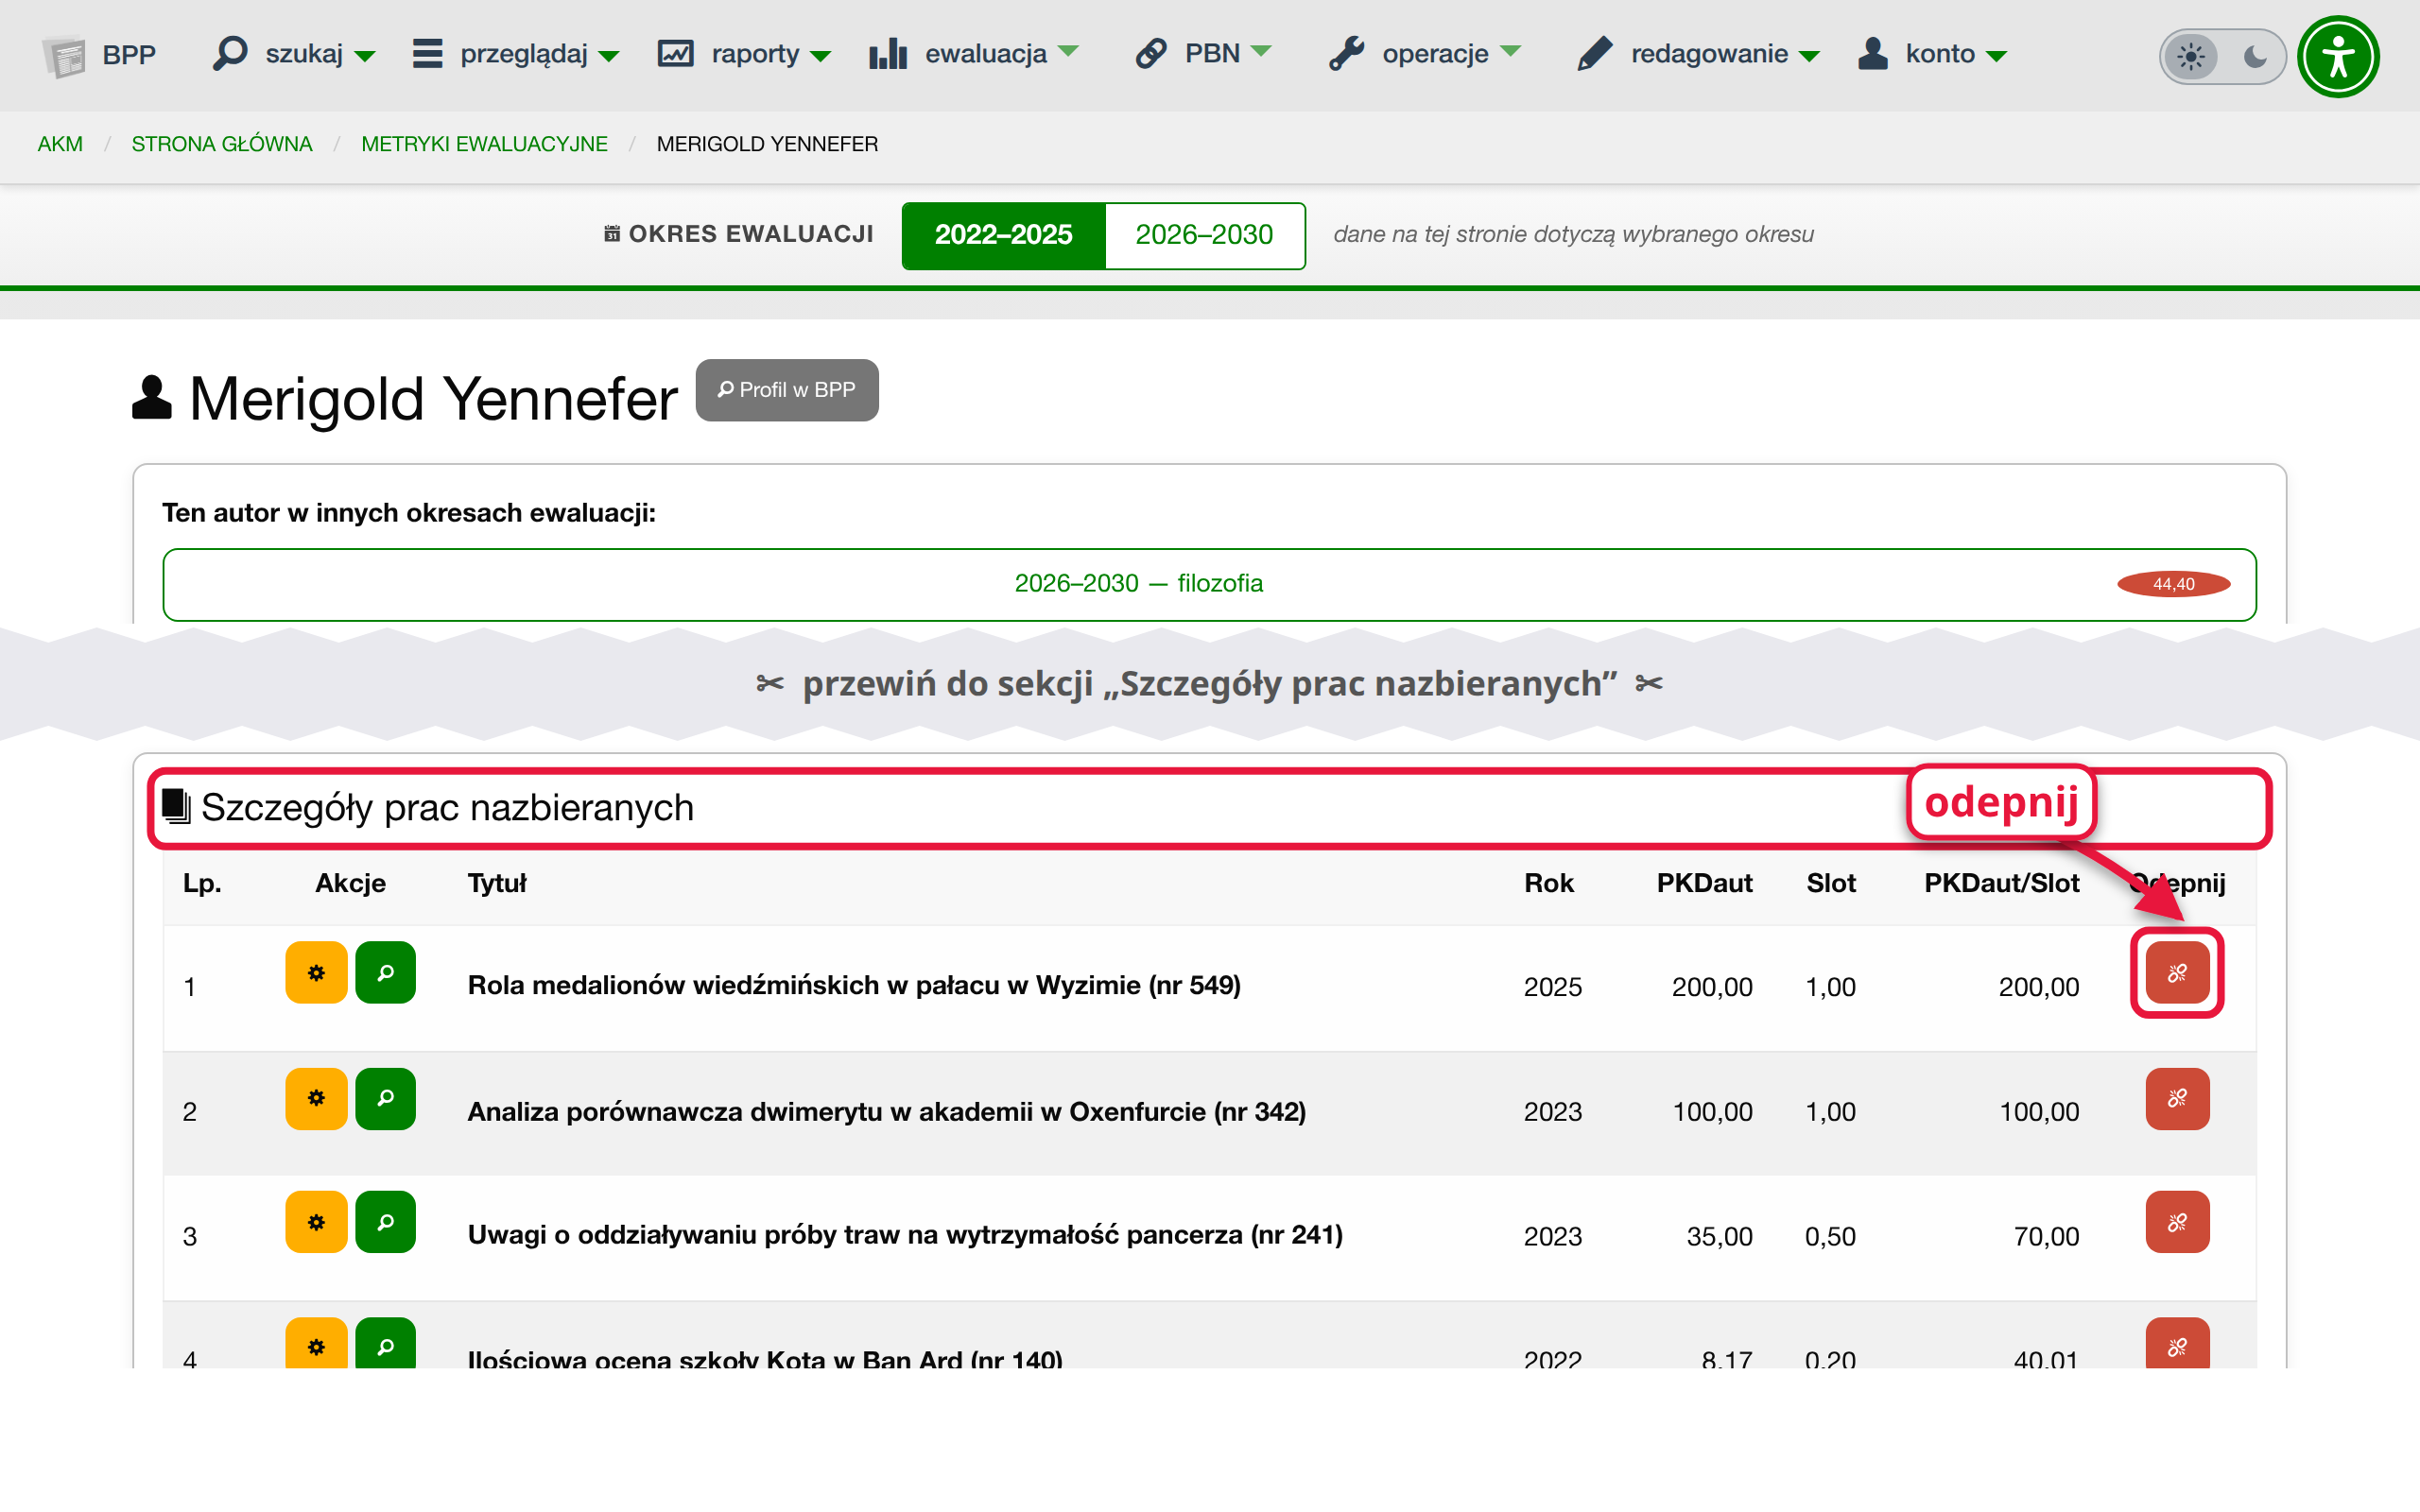 BPP szukaj przeglądaj raporty ewaluacja PBN operacje redagowanie konto
AKM / STRONA GŁÓWNA / METRYKI EWALUACYJNE / MERIGOLD YENNEFER
31 OKRES EWALUACJI 2022–2025 2026–2030 dane na tej stronie dotyczą wybranego okresu
Merigold Yennefer Profil w BPP
Ten autor w innych okresach ewaluacji:
2026–2030 — filozofia 44,40
✂ przewiń do sekcji „Szczegóły prac nazbieranych” ✂
Szczegóły prac nazbieranych odepnij
Lp. Akcje Tytuł Rok PKDaut Slot PKDaut/Slot Odepnij
1 Rola medalionów wiedźmińskich w pałacu w Wyzimie (nr 549) 2025 200,00 1,00 200,00
2 Analiza porównawcza dwimerytu w akademii w Oxenfurcie (nr 342) 2023 100,00 1,00 100,00
3 Uwagi o oddziaływaniu próby traw na wytrzymałość pancerza (nr 241) 2023 35,00 0,50 70,00
4 Ilościowa ocena szkoły Kota w Ban Ard (nr 140) 2022 8,17 0,20 40,01